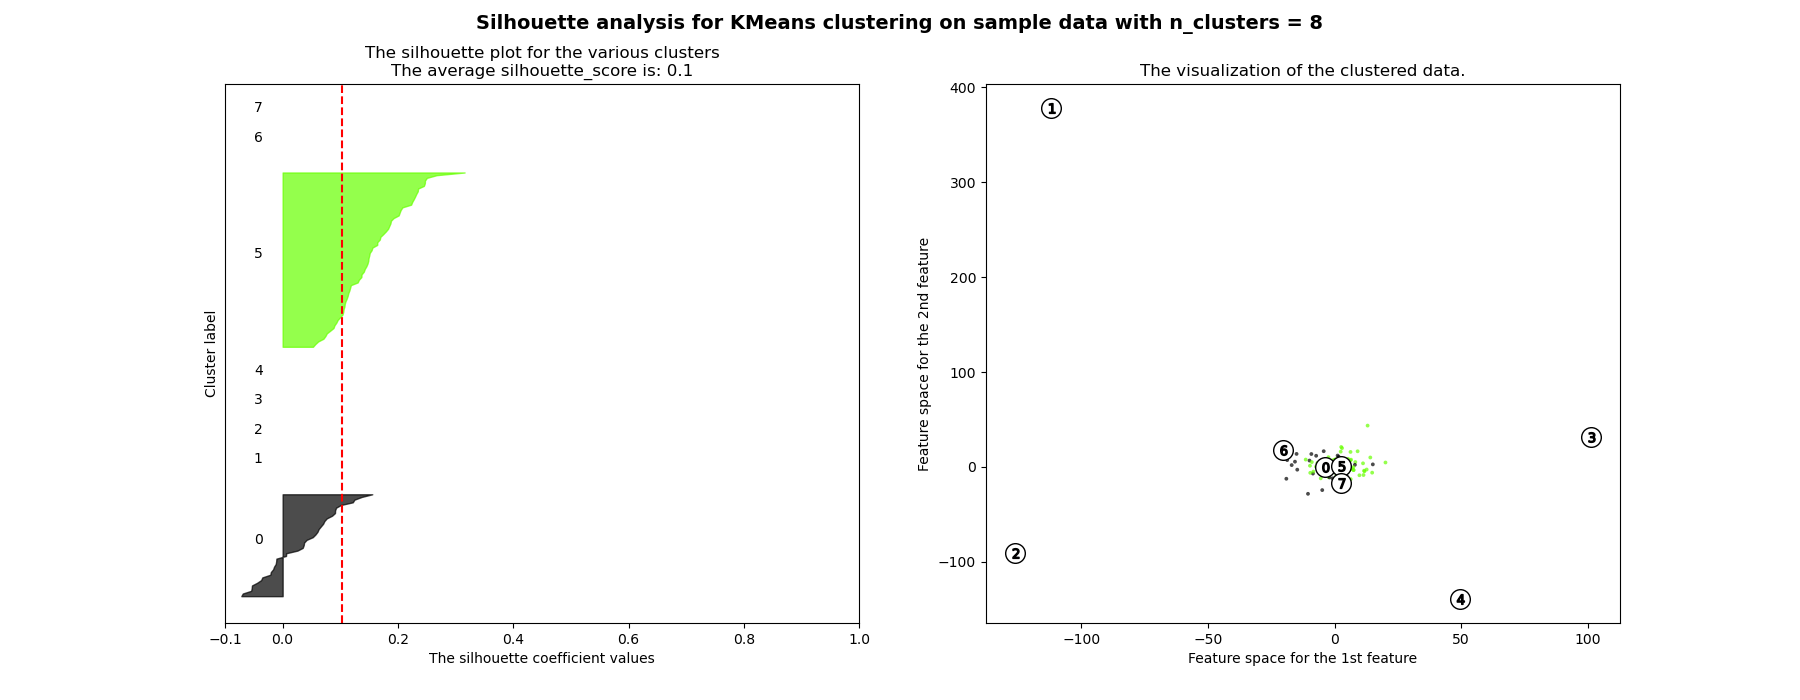 Silhouette analysis for KMeans clustering on sample data with n_clusters = 8
The silhouette plot for the various clusters
The average silhouette_score is: 0.1
7
6
5
4
3
2
1
0
Cluster label
−0.1 0.0 0.2 0.4 0.6 0.8 1.0
The silhouette coefficient values
The visualization of the clustered data.
400
300
200
100
0
−100
Feature space for the 2nd feature
1
3
6
0 5
7
2
4
−100 −50 0 50 100
Feature space for the 1st feature